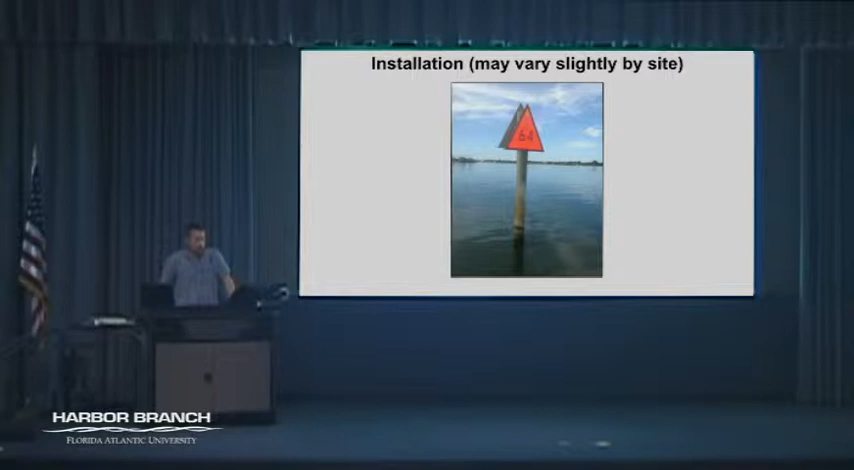 Installation (may vary slightly by site)
64
HARBOR BRANCH
FLORIDA ATLANTIC UNIVERSITY